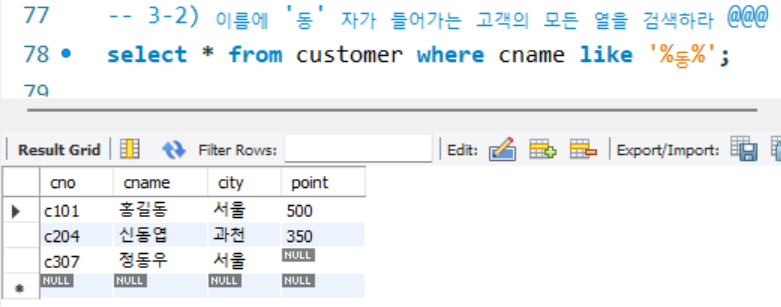 77 -- 3-2) 이름에 '동' 자가 들어가는 고객의 모든 열을 검색하라 @@@
78 select * from customer where cname like '%동%';
79
Result Grid Filter Rows: Edit: Export/Import:
cno cname city point
c101 홍길동 서울 500
c204 신동엽 과천 350
c307 정동우 서울 NULL
NULL NULL NULL NULL